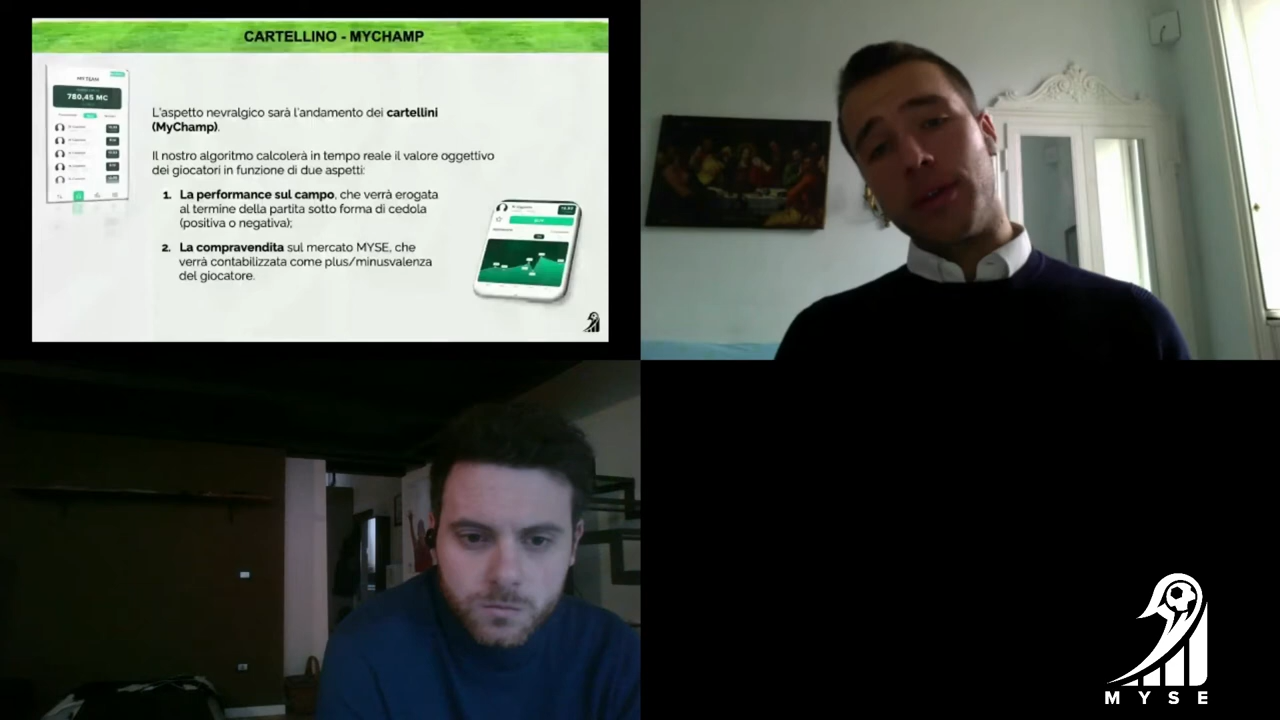 CARTELLINO - MYCHAMP
MY TEAM
780,45 MC
L'aspetto nevralgico sarà l'andamento dei cartellini
(MyChamp).
Il nostro algoritmo calcolerà in tempo reale il valore oggettivo
dei giocatori in funzione di due aspetti:
1. La performance sul campo, che verrà erogata
al termine della partita sotto forma di cedola
(positiva o negativa);
2. La compravendita sul mercato MYSE, che
verrà contabilizzata come plus/minusvalenza
del giocatore.
MYSE